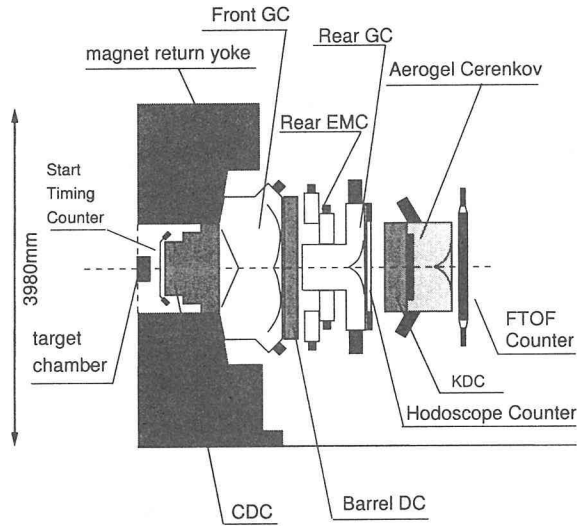 Front GC
Rear GC
magnet return yoke
Aerogel Cerenkov
Rear EMC
Start
Timing
Counter
3980mm
target
chamber
FTOF
Counter
KDC
Hodoscope Counter
Barrel DC
CDC